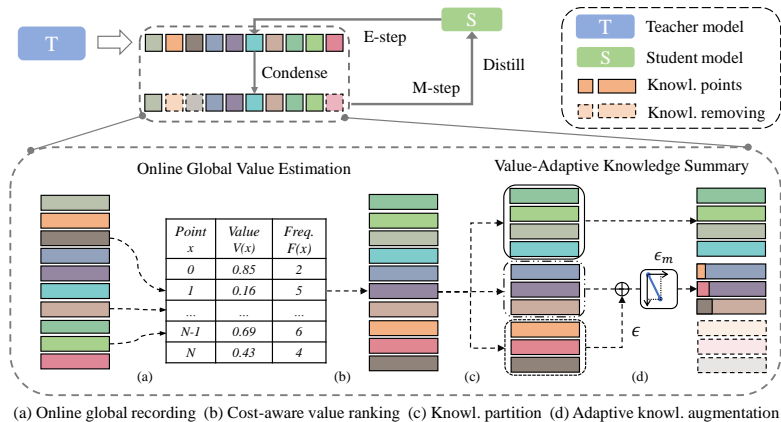 T
E-step
S
Condense
M-step
Distill
T Teacher model
S Student model
Knowl. points
Knowl. removing
Online Global Value Estimation
Value-Adaptive Knowledge Summary
Point x Value V(x) Freq. F(x)
0 0.85 2
1 0.16 5
... ... ...
N-1 0.69 6
N 0.43 4
ϵm
ϵ
(a) (b) (c) (d)
(a) Online global recording (b) Cost-aware value ranking (c) Knowl. partition (d) Adaptive knowl. augmentation